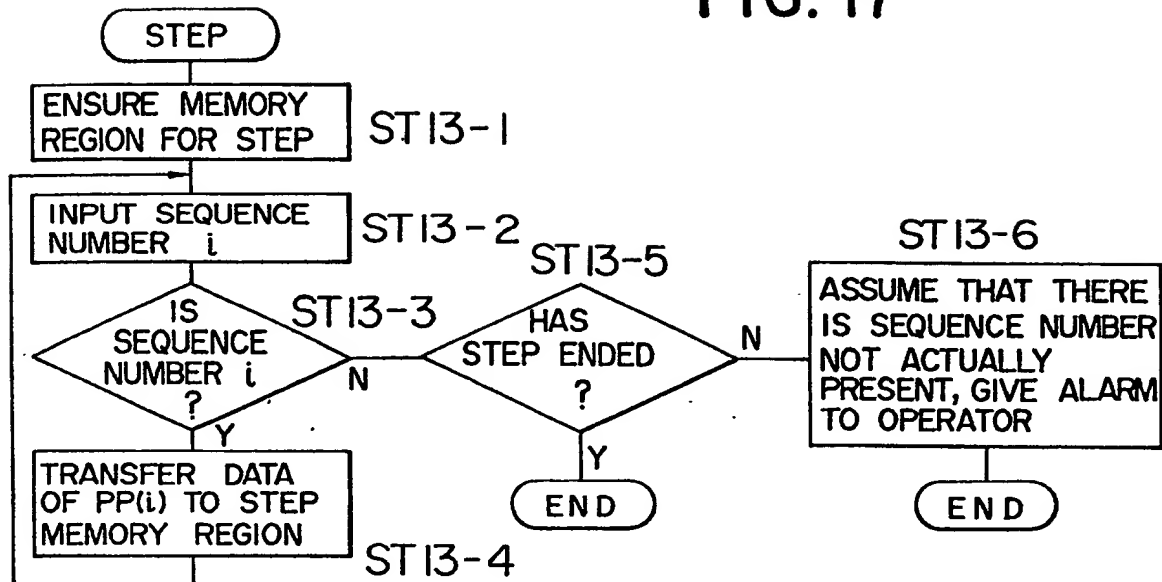 FIG. 17
STEP
ENSURE MEMORY
REGION FOR STEP
ST13-1
INPUT SEQUENCE
NUMBER i
ST13-2
IS
SEQUENCE
NUMBER i
?
ST13-3
N
Y
HAS
STEP ENDED
?
ST13-5
N
Y
END
ST13-6
ASSUME THAT THERE
IS SEQUENCE NUMBER
NOT ACTUALLY
PRESENT, GIVE ALARM
TO OPERATOR
END
TRANSFER DATA
OF PP(i) TO STEP
MEMORY REGION
ST13-4